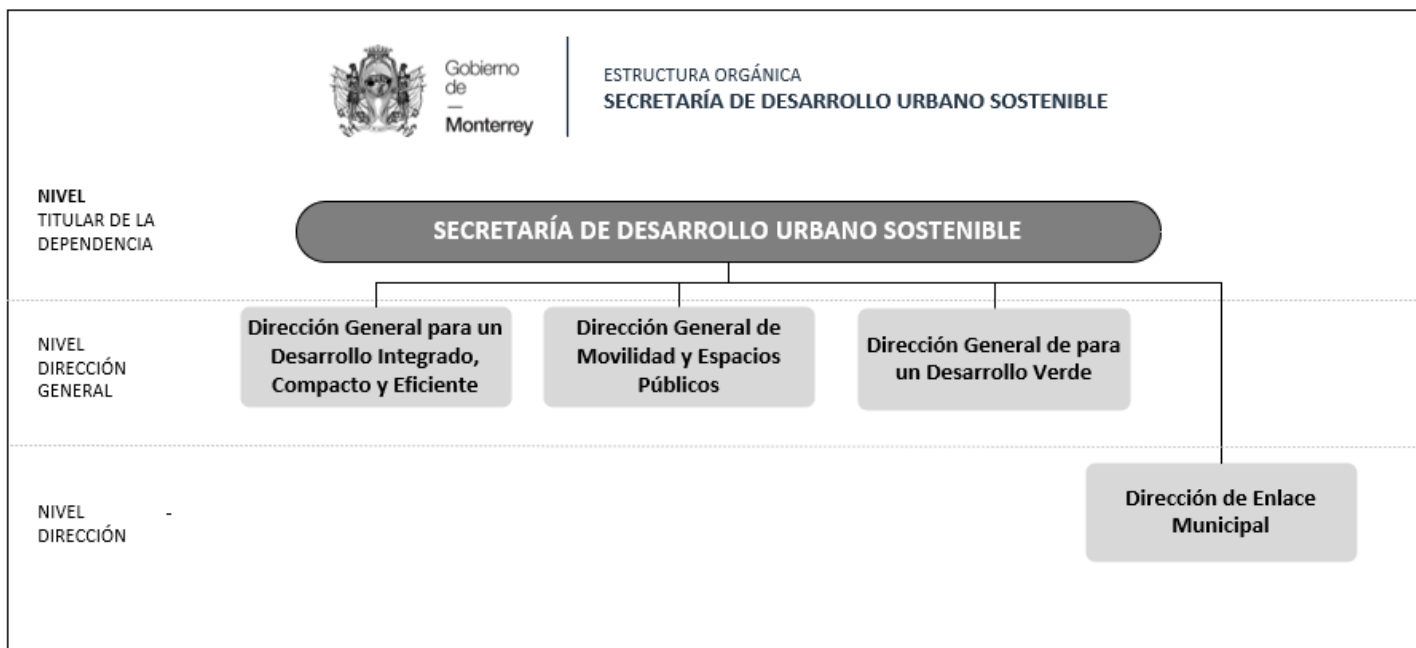 Gobierno
de
—
Monterrey
ESTRUCTURA ORGÁNICA
SECRETARÍA DE DESARROLLO URBANO SOSTENIBLE
NIVEL
TITULAR DE LA
DEPENDENCIA
SECRETARÍA DE DESARROLLO URBANO SOSTENIBLE
NIVEL
DIRECCIÓN
GENERAL
Dirección General para un
Desarrollo Integrado,
Compacto y Eficiente
Dirección General de
Movilidad y Espacios
Públicos
Dirección General de para
un Desarrollo Verde
NIVEL -
DIRECCIÓN
Dirección de Enlace
Municipal